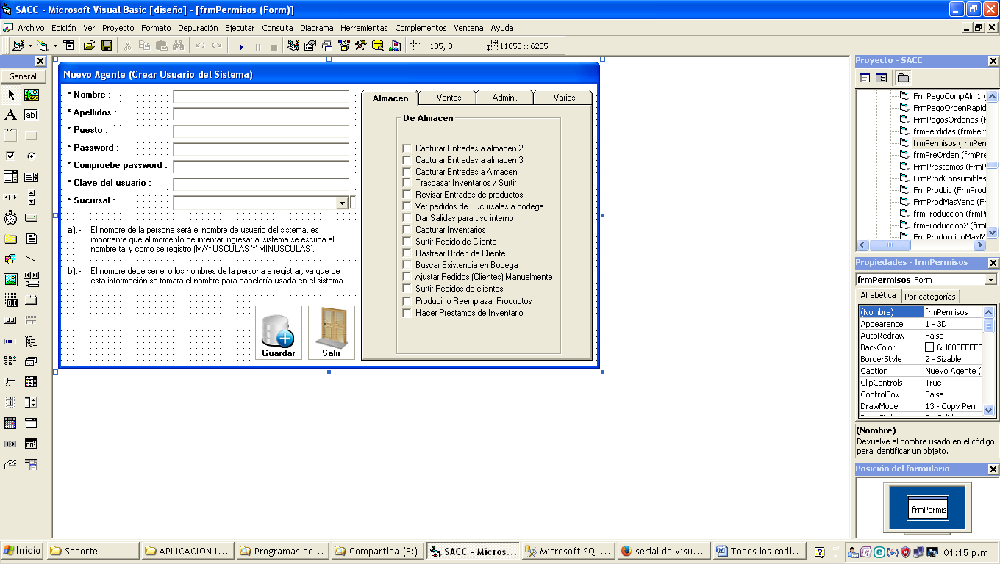 SACC - Microsoft Visual Basic [diseño] - [frmPermisos (Form)]
Archivo Edición Ver Proyecto Formato Depuración Ejecutar Consulta Diagrama Herramientas Complementos Ventana Ayuda
105, 0 11055 x 6285
General
Nuevo Agente (Crear Usuario del Sistema)
* Nombre :
* Apellidos :
* Puesto :
* Password :
* Compruebe password :
* Clave del usuario :
* Sucursal :
a).- El nombre de la persona será el nombre de usuario del sistema, es
importante que al momento de intentar ingresar al sistema se escriba el
nombre tal y como se registro (MAYUSCULAS Y MINUSCULAS).
b).- El nombre debe ser el o los nombres de la persona a registrar, ya que de
esta información se tomara el nombre para papelería usada en el sistema.
Guardar Salir
Almacen Ventas Admini. Varios
De Almacen
Capturar Entradas a almacen 2
Capturar Entradas a almacen 3
Capturar Entradas a Almacen
Traspasar Inventarios / Surtir
Revisar Entradas de productos
Ver pedidos de Sucursales a bodega
Dar Salidas para uso interno
Capturar Inventarios
Surtir Pedido de Cliente
Rastrear Orden de Cliente
Buscar Existencia en Bodega
Ajustar Pedidos (Clientes) Manualmente
Surtir Pedidos de clientes
Producir o Reemplazar Productos
Hacer Prestamos de Inventario
Proyecto - SACC
FrmPagoCompAlm1 (
FrmPagoOrdenRapid
FrmPagosOrdenes (F
frmPerdidas (frmPerd
frmPermisos (frmPerr
frmPreOrden (frmPre
FrmPrestamos (FrmP
FrmProdConsumibles
FrmProdLic (FrmProd
FrmProdMasVend (Fr
FrmProduccion (FrmP
FrmProduccion2 (frmI
FrmProduccionMaxM
Propiedades - frmPermisos
frmPermisos Form
Alfabética Por categorías
(Nombre) frmPermisos
Appearance 1 - 3D
AutoRedraw False
BackColor &H00FFFFFF
BorderStyle 2 - Sizable
Caption Nuevo Agente (
ClipControls True
ControlBox False
DrawMode 13 - Copy Pen
(Nombre)
Devuelve el nombre usado en el código
para identificar un objeto.
Posición del formulario
frmPermis
Inicio Soporte APLICACION I... Programas de... Compartida (E:) SACC - Micros... Microsoft SQL... serial de visu... Todos los codi... 01:15 p.m.